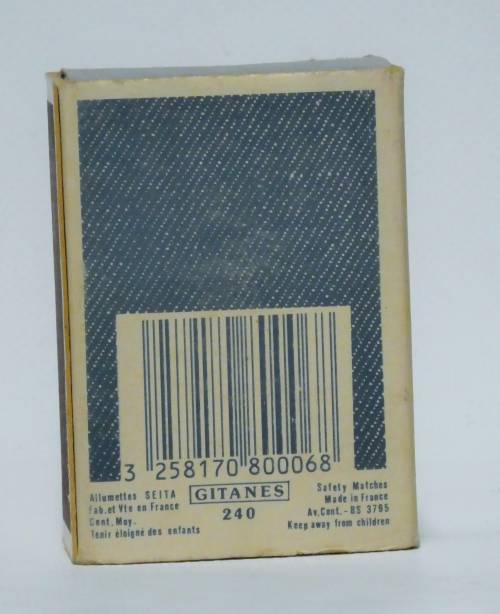 3 258170 800068
Allumettes SEITA
Fab. et Vte en France
Cont. Moy.
Tenir éloigné des enfants
GITANES
240
Safety Matches
Made in France
Av. Cont. - BS 3795
Keep away from children